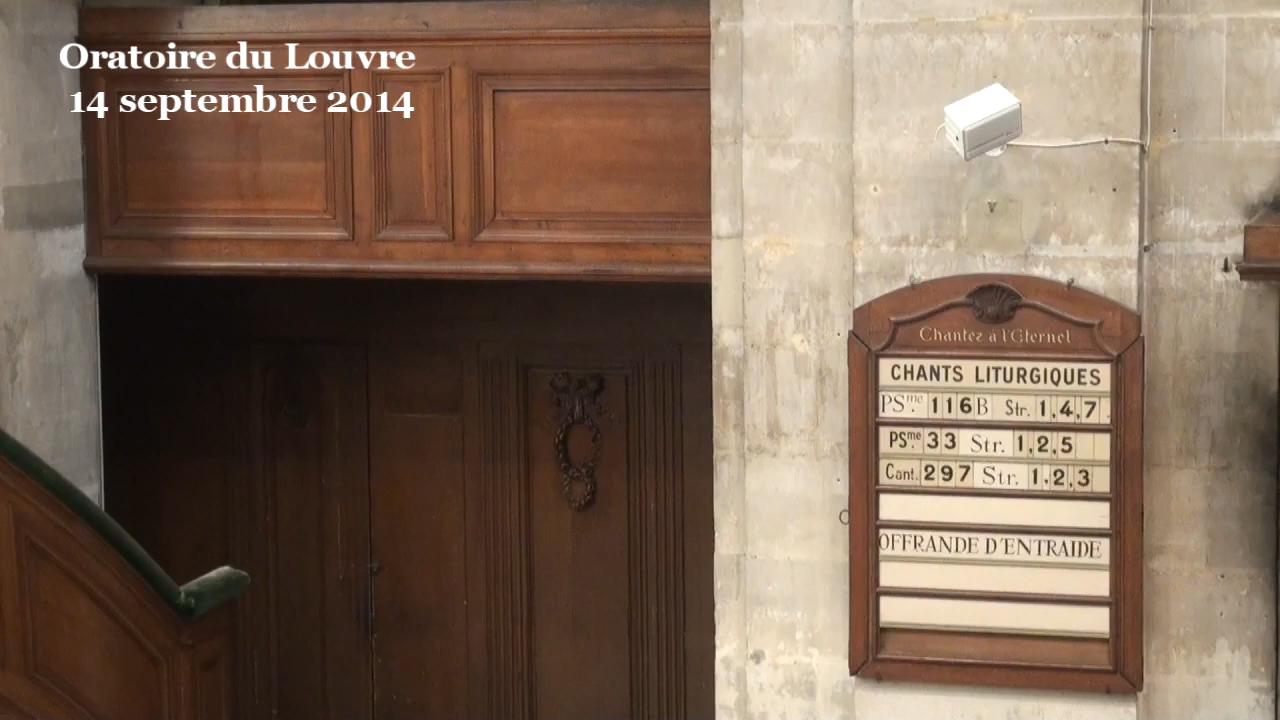 Oratoire du Louvre
14 septembre 2014
Chantez à l'Eternel
CHANTS LITURGIQUES
PSme. 116B Str. 1,4,7
PSme. 33 Str. 1,2,5
Cant. 297 Str. 1,2,3
OFFRANDE D'ENTRAIDE